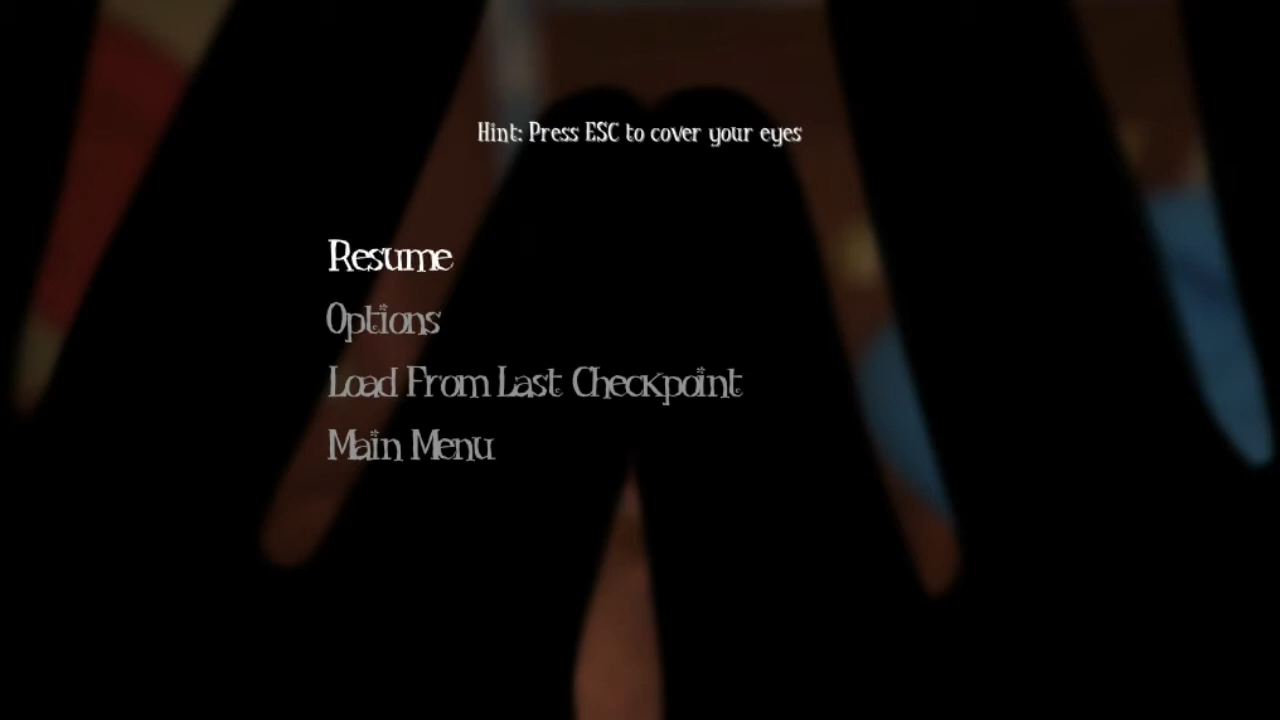 Hint: Press ESC to cover your eyes
Resume
Options
Load From Last Checkpoint
Main Menu